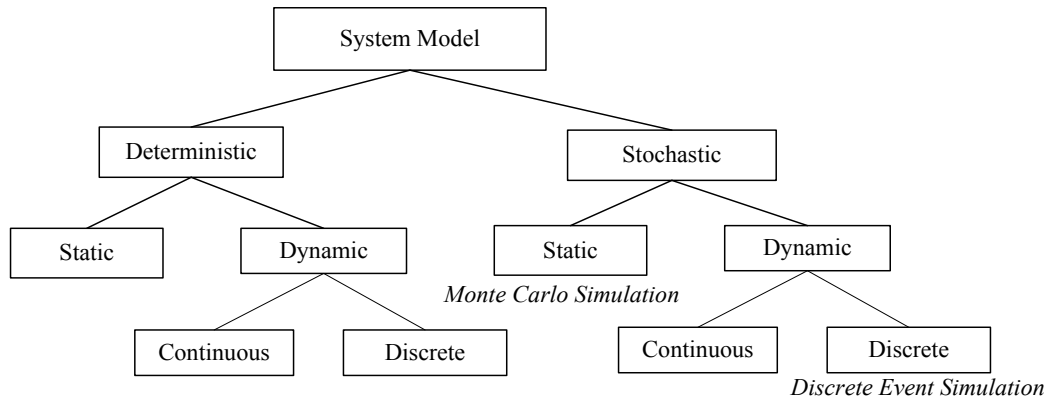 System Model
Deterministic
Stochastic
Static
Dynamic
Static
Dynamic
Monte Carlo Simulation
Continuous
Discrete
Continuous
Discrete
Discrete Event Simulation